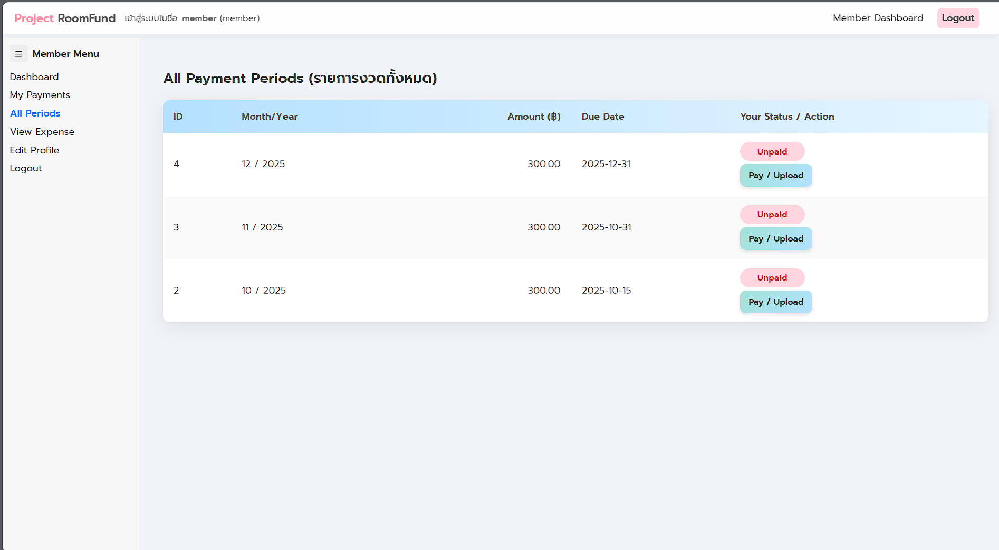 Project RoomFund เข้าสู่ระบบในชื่อ: member (member) Member Dashboard Logout
☰ Member Menu
Dashboard
My Payments
All Periods
View Expense
Edit Profile
Logout
All Payment Periods (รายการงวดทั้งหมด)
ID Month/Year Amount (฿) Due Date Your Status / Action
4 12 / 2025 300.00 2025-12-31 Unpaid
Pay / Upload
3 11 / 2025 300.00 2025-10-31 Unpaid
Pay / Upload
2 10 / 2025 300.00 2025-10-15 Unpaid
Pay / Upload